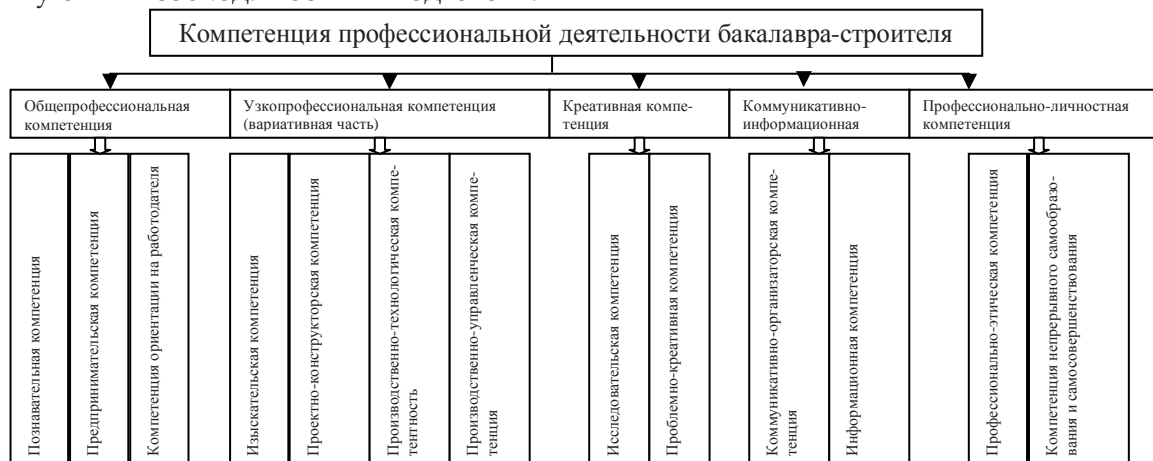 Компетенция профессиональной деятельности бакалавра-строителя
Общепрофессиональная
компетенция
Узкопрофессиональная компетенция
(вариативная часть)
Креативная компе-
тенция
Коммуникативно-
информационная
Профессионально-личностная
компетенция
Познавательная компетенция
Предпринимательская компетенция
Компетенция ориентации на работодателя
Изыскательская компетенция
Проектно-конструкторская компетенция
Производственно-технологическая компе-
тентность
Производственно-управленческая компе-
тенция
Исследовательская компетенция
Проблемно-креативная компетенция
Коммуникативно-организаторская компе-
тенция
Информационная компетенция
Профессионально-этическая компетенция
Компетенция непрерывного самообразо-
вания и самосовершенствования